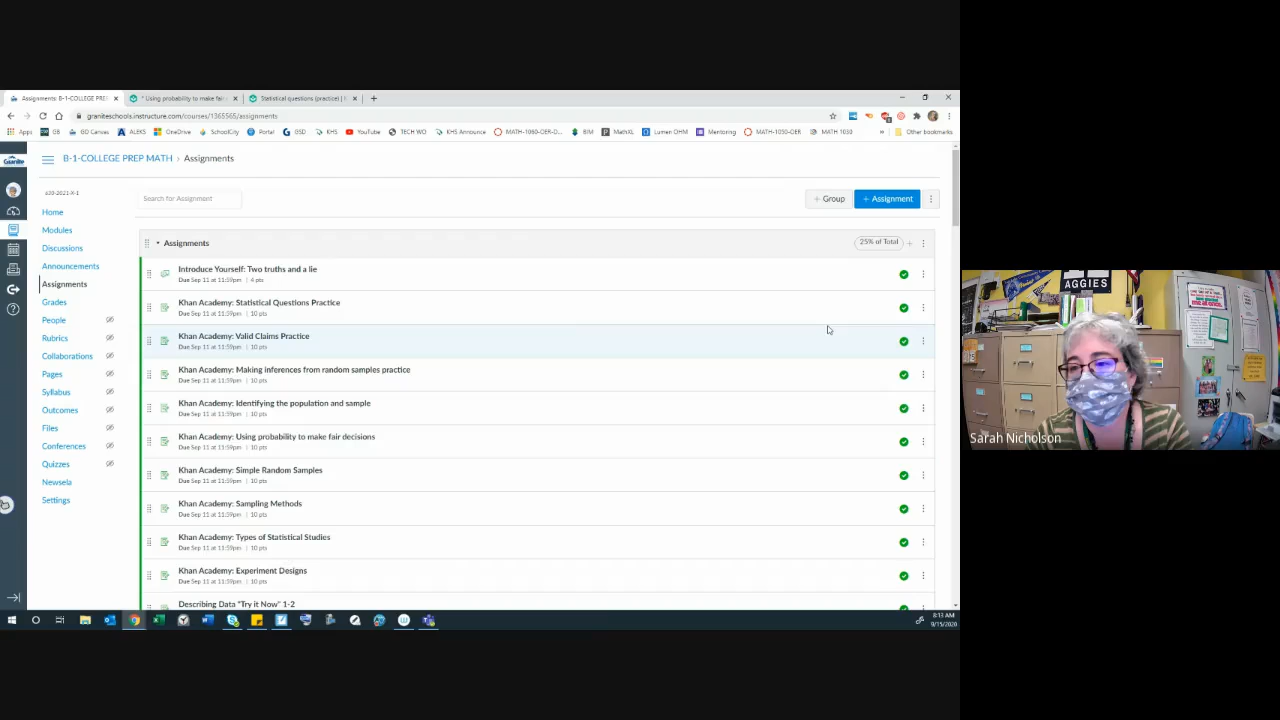 Assignments: B-1-COLLEGE PREP
* Using probability to make fair
Statistical questions (practice) |
graniteschools.instructure.com/courses/1365565/assignments
Apps
GB
GD Canvas
ALEKS
OneDrive
SchoolCity
Portal
GSD
KHS
YouTube
TECH WO
KHS Announce
MATH-1060-OER-D...
BIM
MathXL
Lumen OHM
Mentoring
MATH-1050-OER
MATH 1030
Other bookmarks
Granite
B-1-COLLEGE PREP MATH › Assignments
s10-2021-X-1
Home
Modules
Discussions
Announcements
Assignments
Grades
People
Rubrics
Collaborations
Pages
Syllabus
Outcomes
Files
Conferences
Quizzes
Newsela
Settings
Search for Assignment
+ Group
+ Assignment
Assignments
25% of Total
Introduce Yourself: Two truths and a lie
Due Sep 11 at 11:59pm | 4 pts
Khan Academy: Statistical Questions Practice
Due Sep 11 at 11:59pm | 10 pts
Khan Academy: Valid Claims Practice
Due Sep 11 at 11:59pm | 10 pts
Khan Academy: Making inferences from random samples practice
Due Sep 11 at 11:59pm | 10 pts
Khan Academy: Identifying the population and sample
Due Sep 11 at 11:59pm | 10 pts
Khan Academy: Using probability to make fair decisions
Due Sep 11 at 11:59pm | 10 pts
Khan Academy: Simple Random Samples
Due Sep 11 at 11:59pm | 10 pts
Khan Academy: Sampling Methods
Due Sep 11 at 11:59pm | 10 pts
Khan Academy: Types of Statistical Studies
Due Sep 11 at 11:59pm | 10 pts
Khan Academy: Experiment Designs
Due Sep 11 at 11:59pm | 10 pts
Describing Data "Try it Now" 1-2
8:13 AM
9/15/2020
AGGIES
Sarah Nicholson